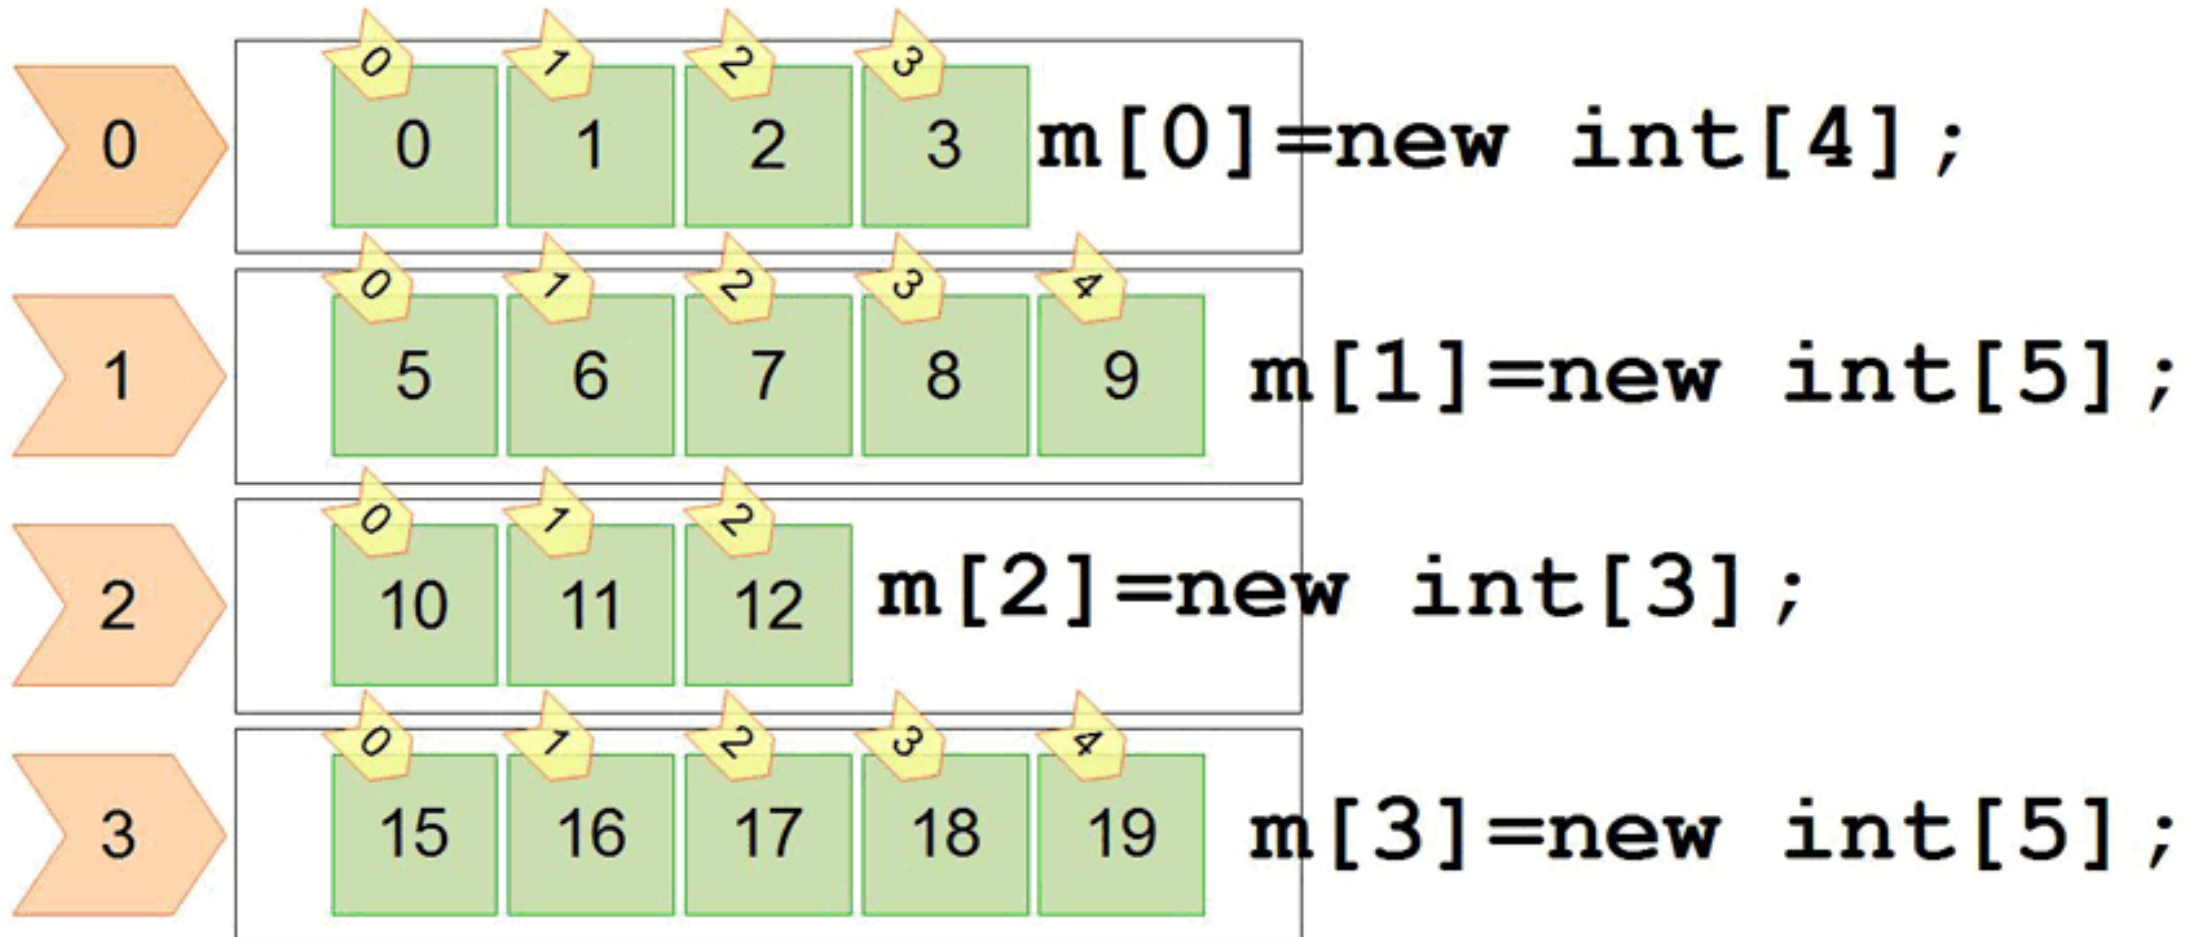 0 1 2 3
0 0 1 2 3 m[0]=new int[4];
0 1 2 3 4
1 5 6 7 8 9 m[1]=new int[5];
0 1 2
2 10 11 12 m[2]=new int[3];
0 1 2 3 4
3 15 16 17 18 19 m[3]=new int[5];